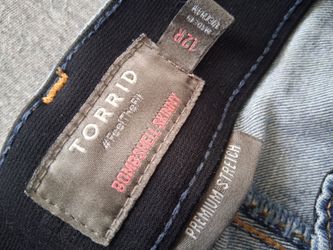 12R
TORRID
#FeelTheFit
BOMBSHELL SKINNY
PREMIUM STRETCH